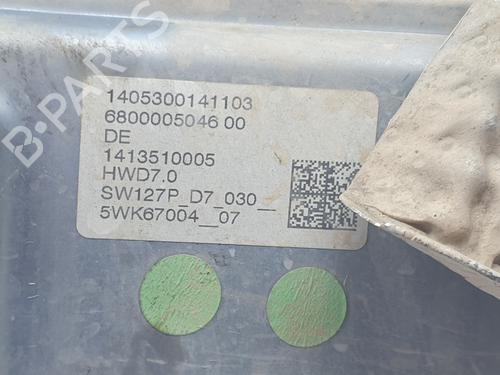 1405300141103
6800005046 00
DE
1413510005
HWD7.0
SW127P_D7_030__
5WK67004__07
B-PARTS